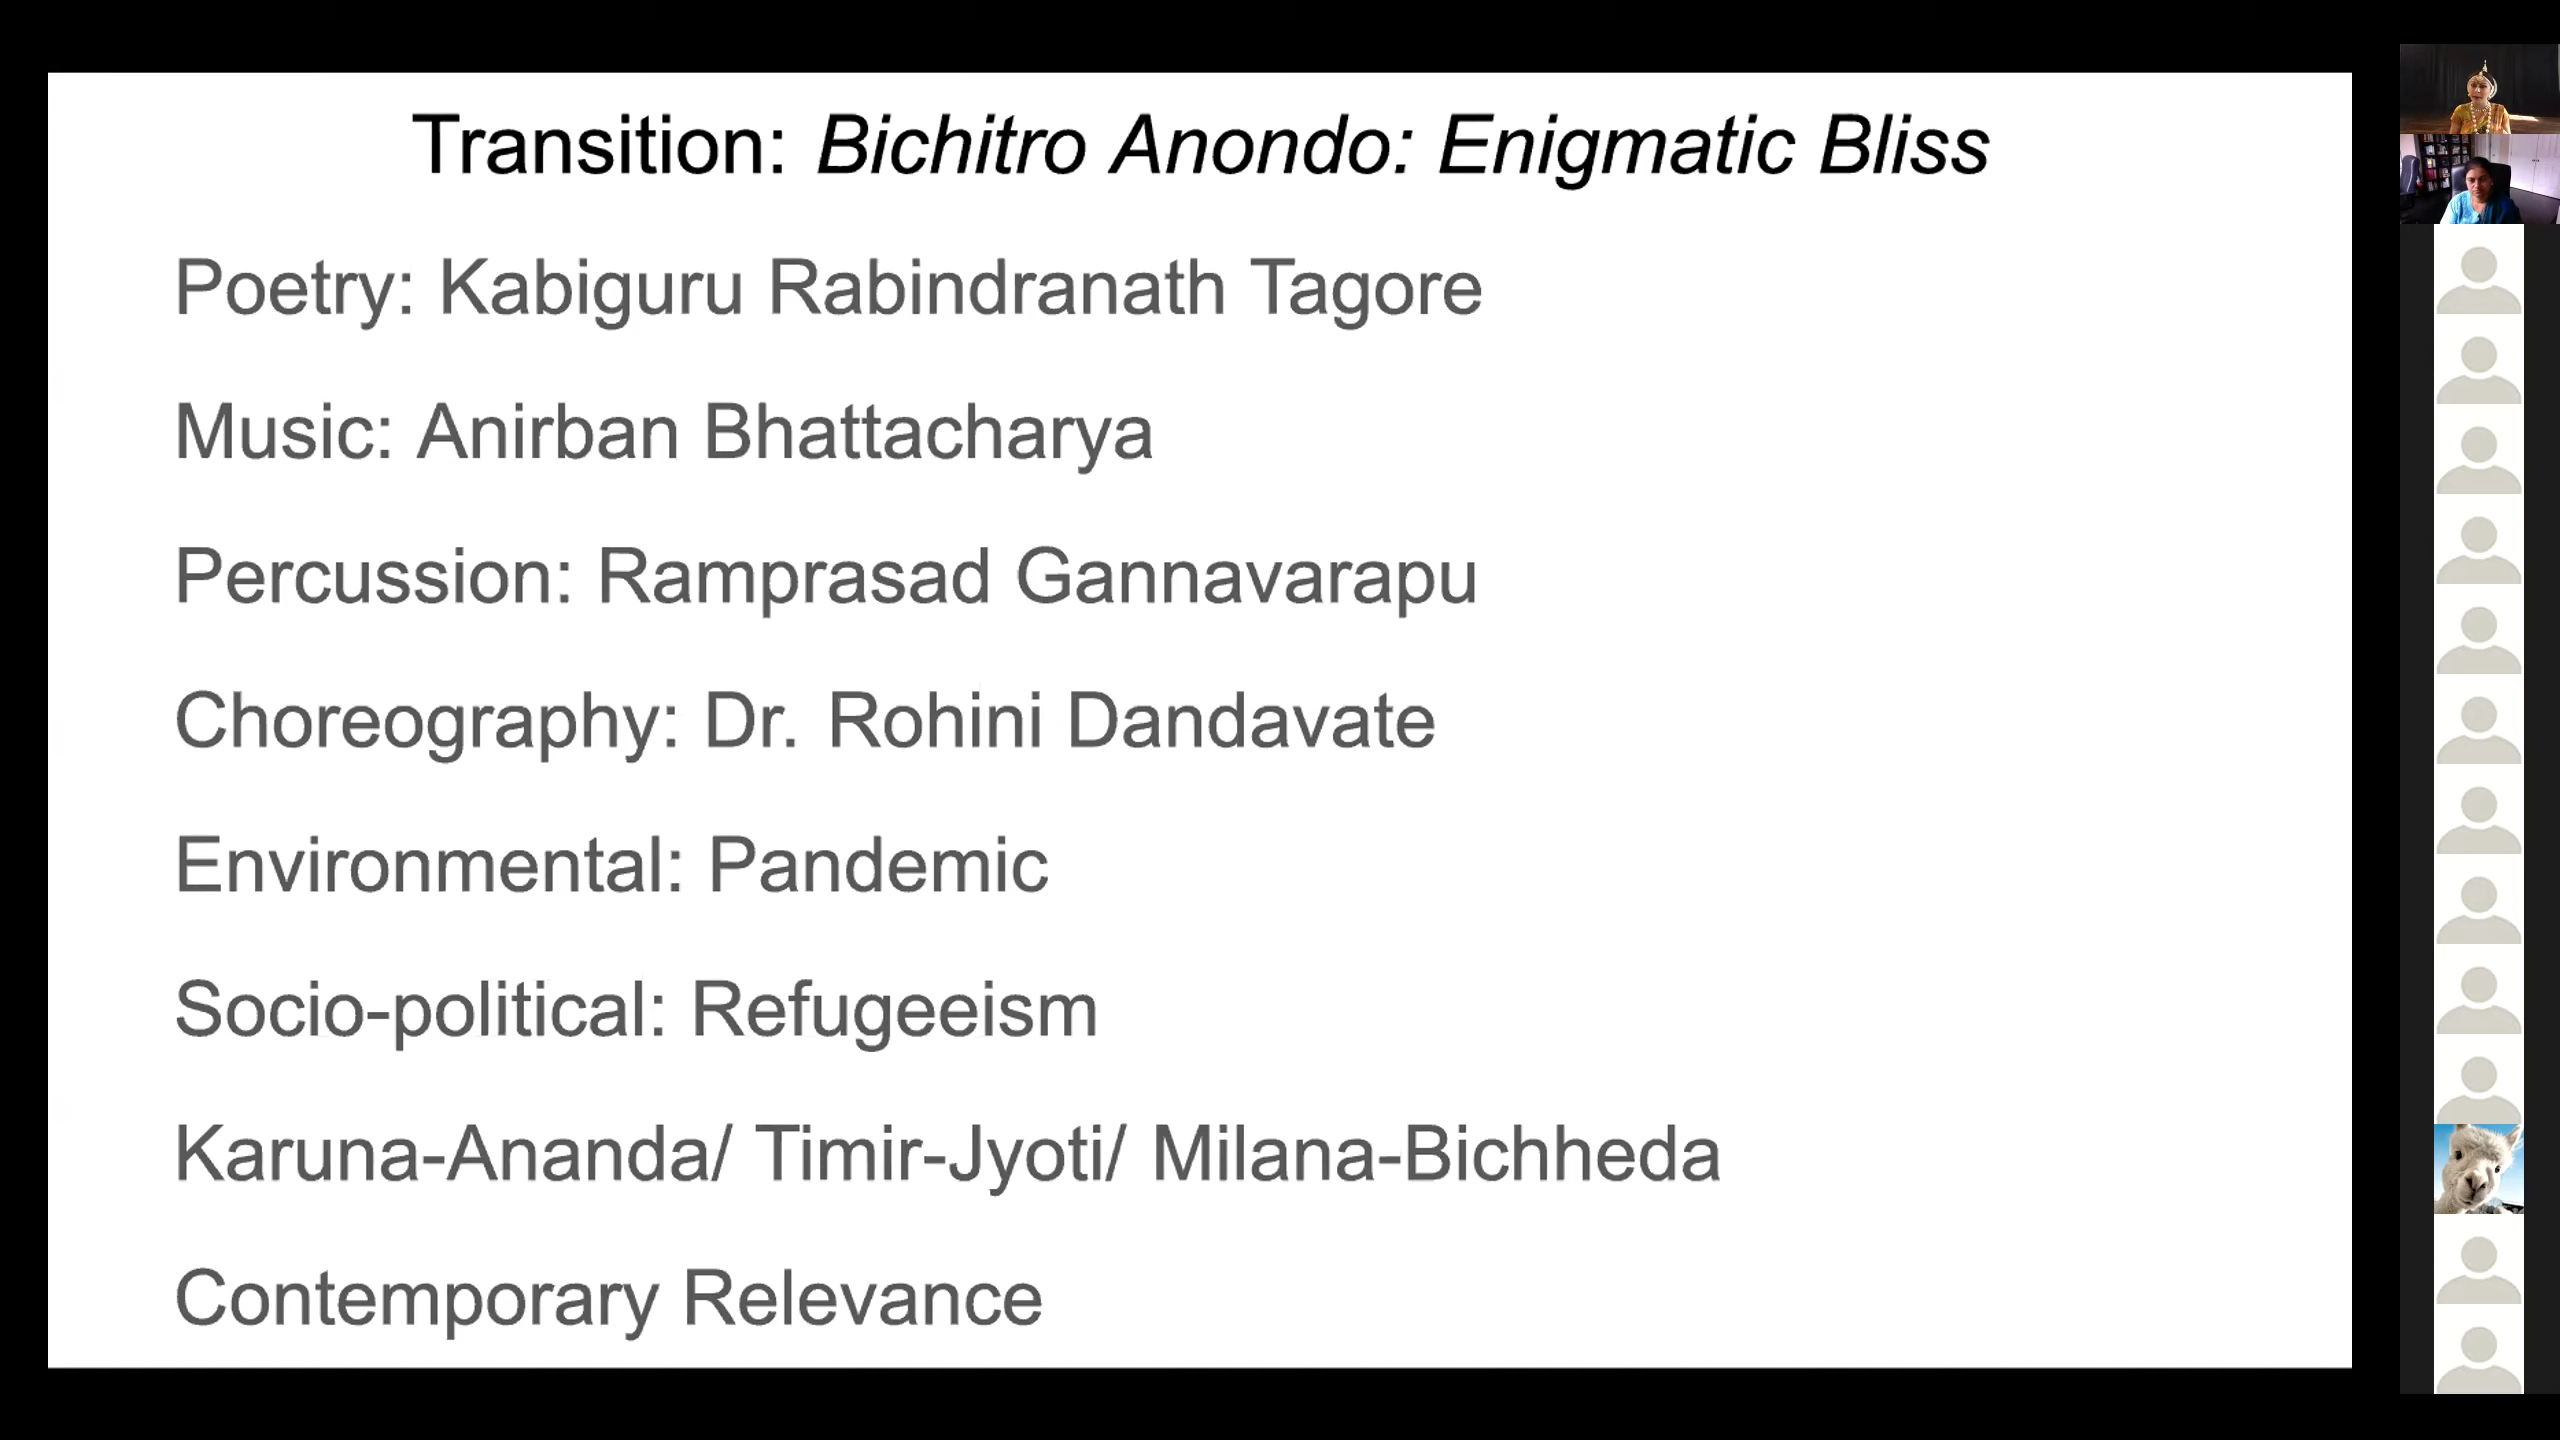 Transition: Bichitro Anondo: Enigmatic Bliss
Poetry: Kabiguru Rabindranath Tagore
Music: Anirban Bhattacharya
Percussion: Ramprasad Gannavarapu
Choreography: Dr. Rohini Dandavate
Environmental: Pandemic
Socio-political: Refugeeism
Karuna-Ananda/ Timir-Jyoti/ Milana-Bichheda
Contemporary Relevance